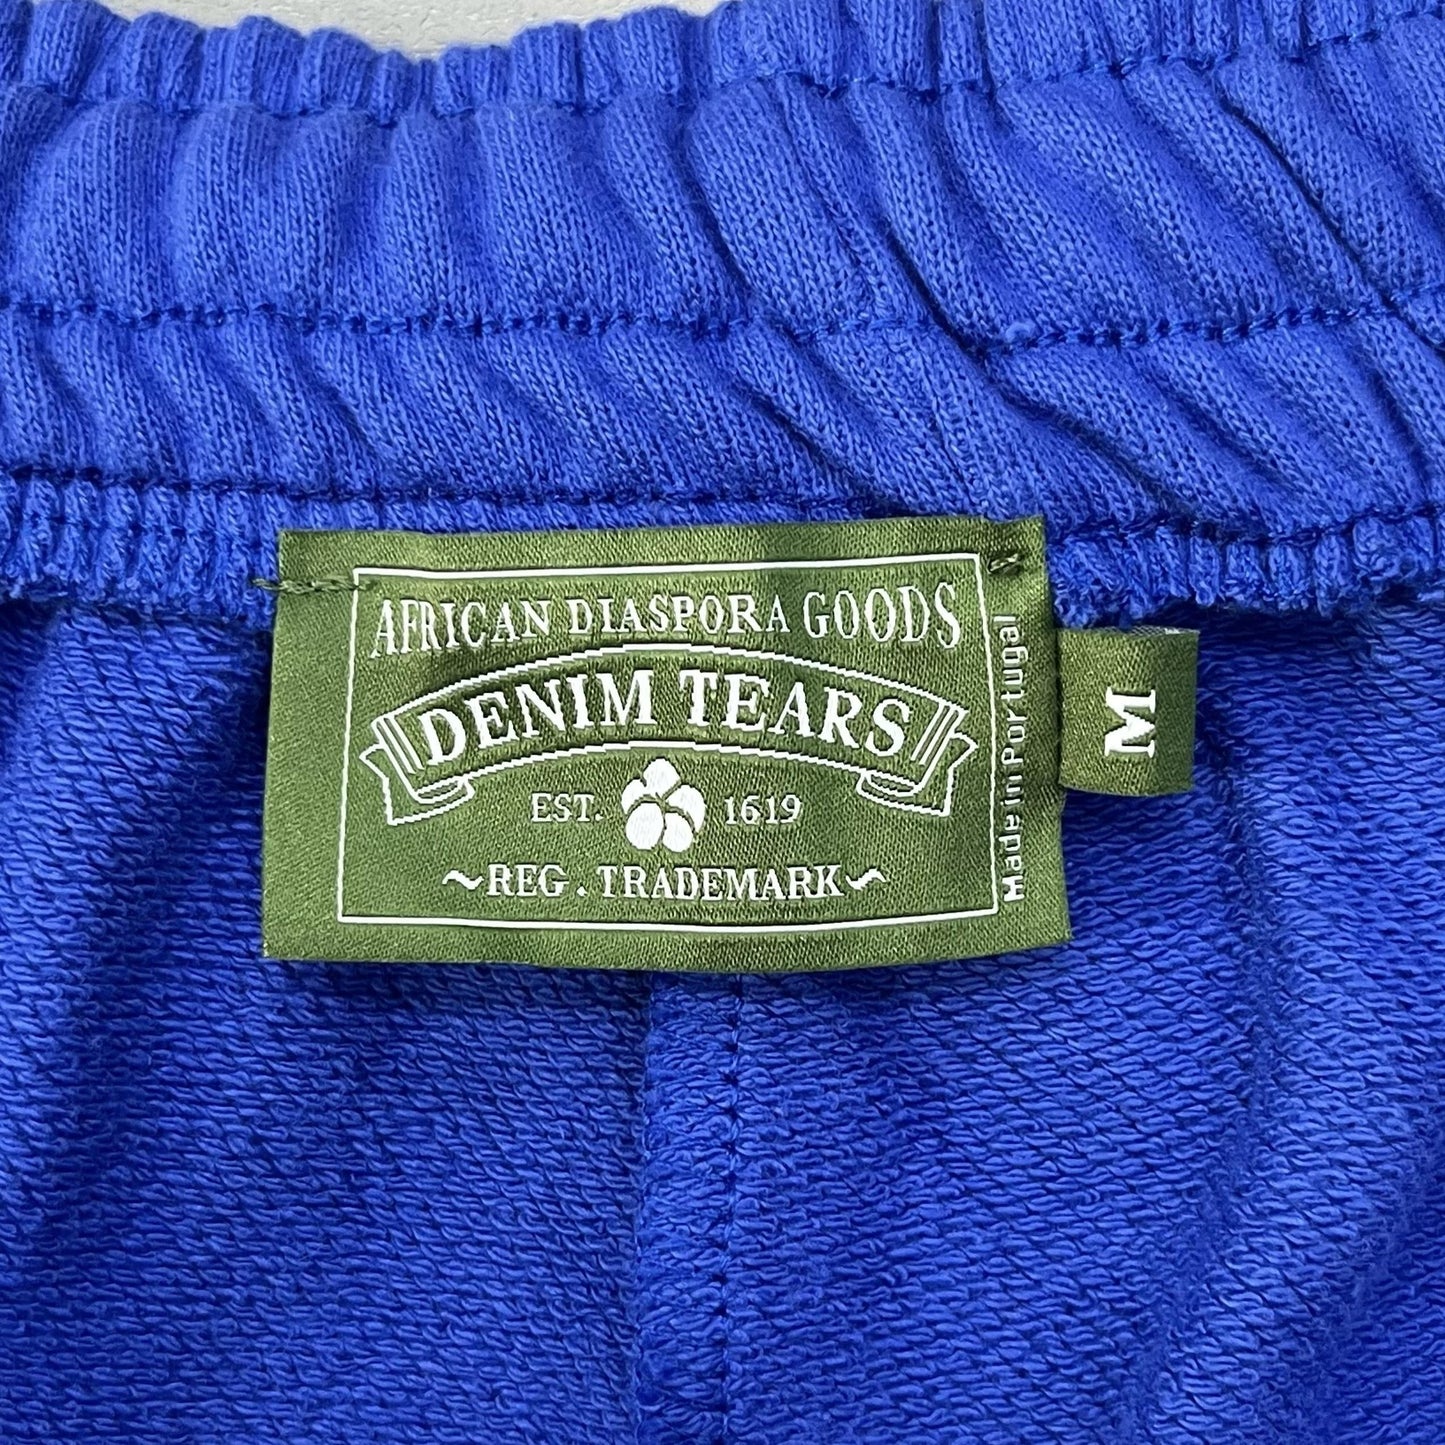 AFRICAN DIASPORA GOODS
DENIM TEARS
EST. 1619
~REG. TRADEMARK~
Made in Portugal
M